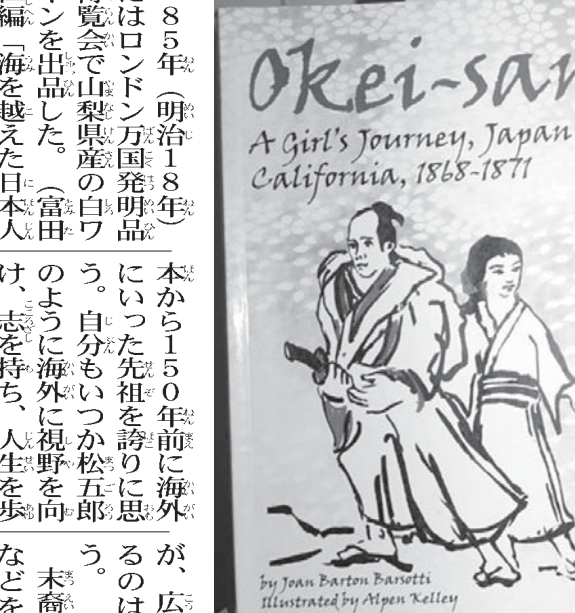 ８５年（明治１８年）
にはロンドン万国発明品
博覧会で山梨県産の白ワ
インを出品した。（富田
編「海を越えた日本人
本から１５０年前に海外
にいった先祖を誇りに思
う。自分もいつか松五郎
のように海外に視野を向
け、志を持ち、人生を歩
が、広
るのは
う。
末裔
などを
Okei-san
A Girl's Journey, Japan
California, 1868-1871
by Joan Barton Barsotti
Illustrated by Alpen Kelley